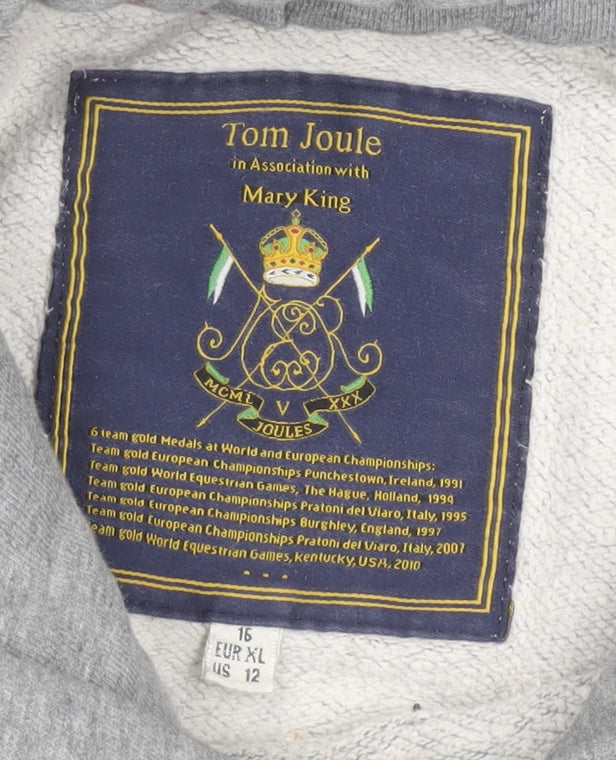 Tom Joule
in Association with
Mary King
MCML
V
XXX
JOULES
6 team gold Medals at World and European Championships:
Team gold European Championships Punchestown, Ireland, 1991
Team gold World Equestrian Games, The Hague, Holland, 1994
Team gold European Championships Pratoni del Viaro, Italy, 1995
Team gold European Championships Burghley, England, 1997
Team gold European Championships Pratoni del Viaro, Italy, 2007
eam gold World Equestrian Games, Kentucky, USA, 2010
16
EUR XL
US 12